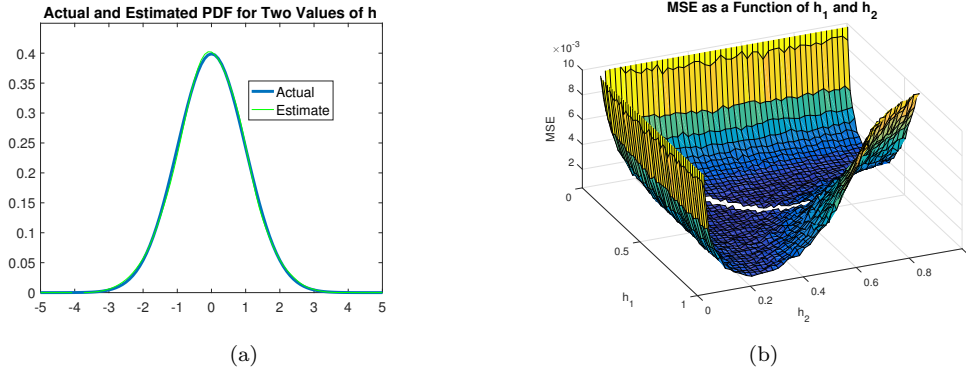 Actual and Estimated PDF for Two Values of h
0.4
0.35
0.3
0.25
0.2
0.15
0.1
0.05
0
-5 -4 -3 -2 -1 0 1 2 3 4 5
Actual
Estimate
(a)
MSE as a Function of h1 and h2
×10-3
10
8
6
4
2
0
MSE
0.5
1
h1
0 0.2 0.4 0.6 0.8
h2
(b)